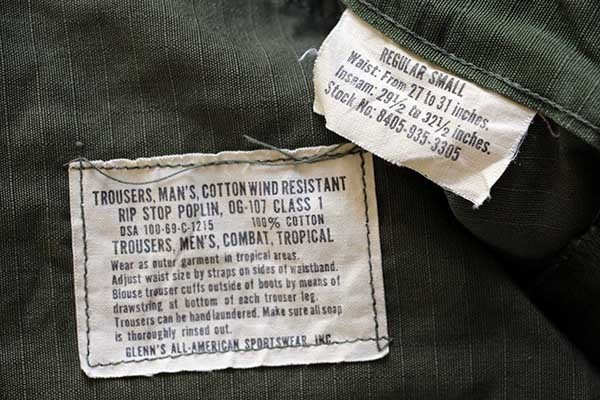 REGULAR SMALL
Waist: From 27 to 31 inches.
Inseam: 29½ to 32½ inches.
Stock No: 8405-935-3305
TROUSERS, MAN'S, COTTON WIND RESISTANT
RIP STOP POPLIN, OG-107 CLASS 1
DSA 100-69-C-1215 100% COTTON
TROUSERS, MEN'S, COMBAT, TROPICAL
Wear as outer garment in tropical areas.
Adjust waist size by straps on sides of waistband.
Blouse trouser cuffs outside of boots by means of
drawstring at bottom of each trouser leg.
Trousers can be handlaundered. Make sure all soap
is thoroughly rinsed out.
GLENN'S ALL-AMERICAN SPORTSWEAR, INC.